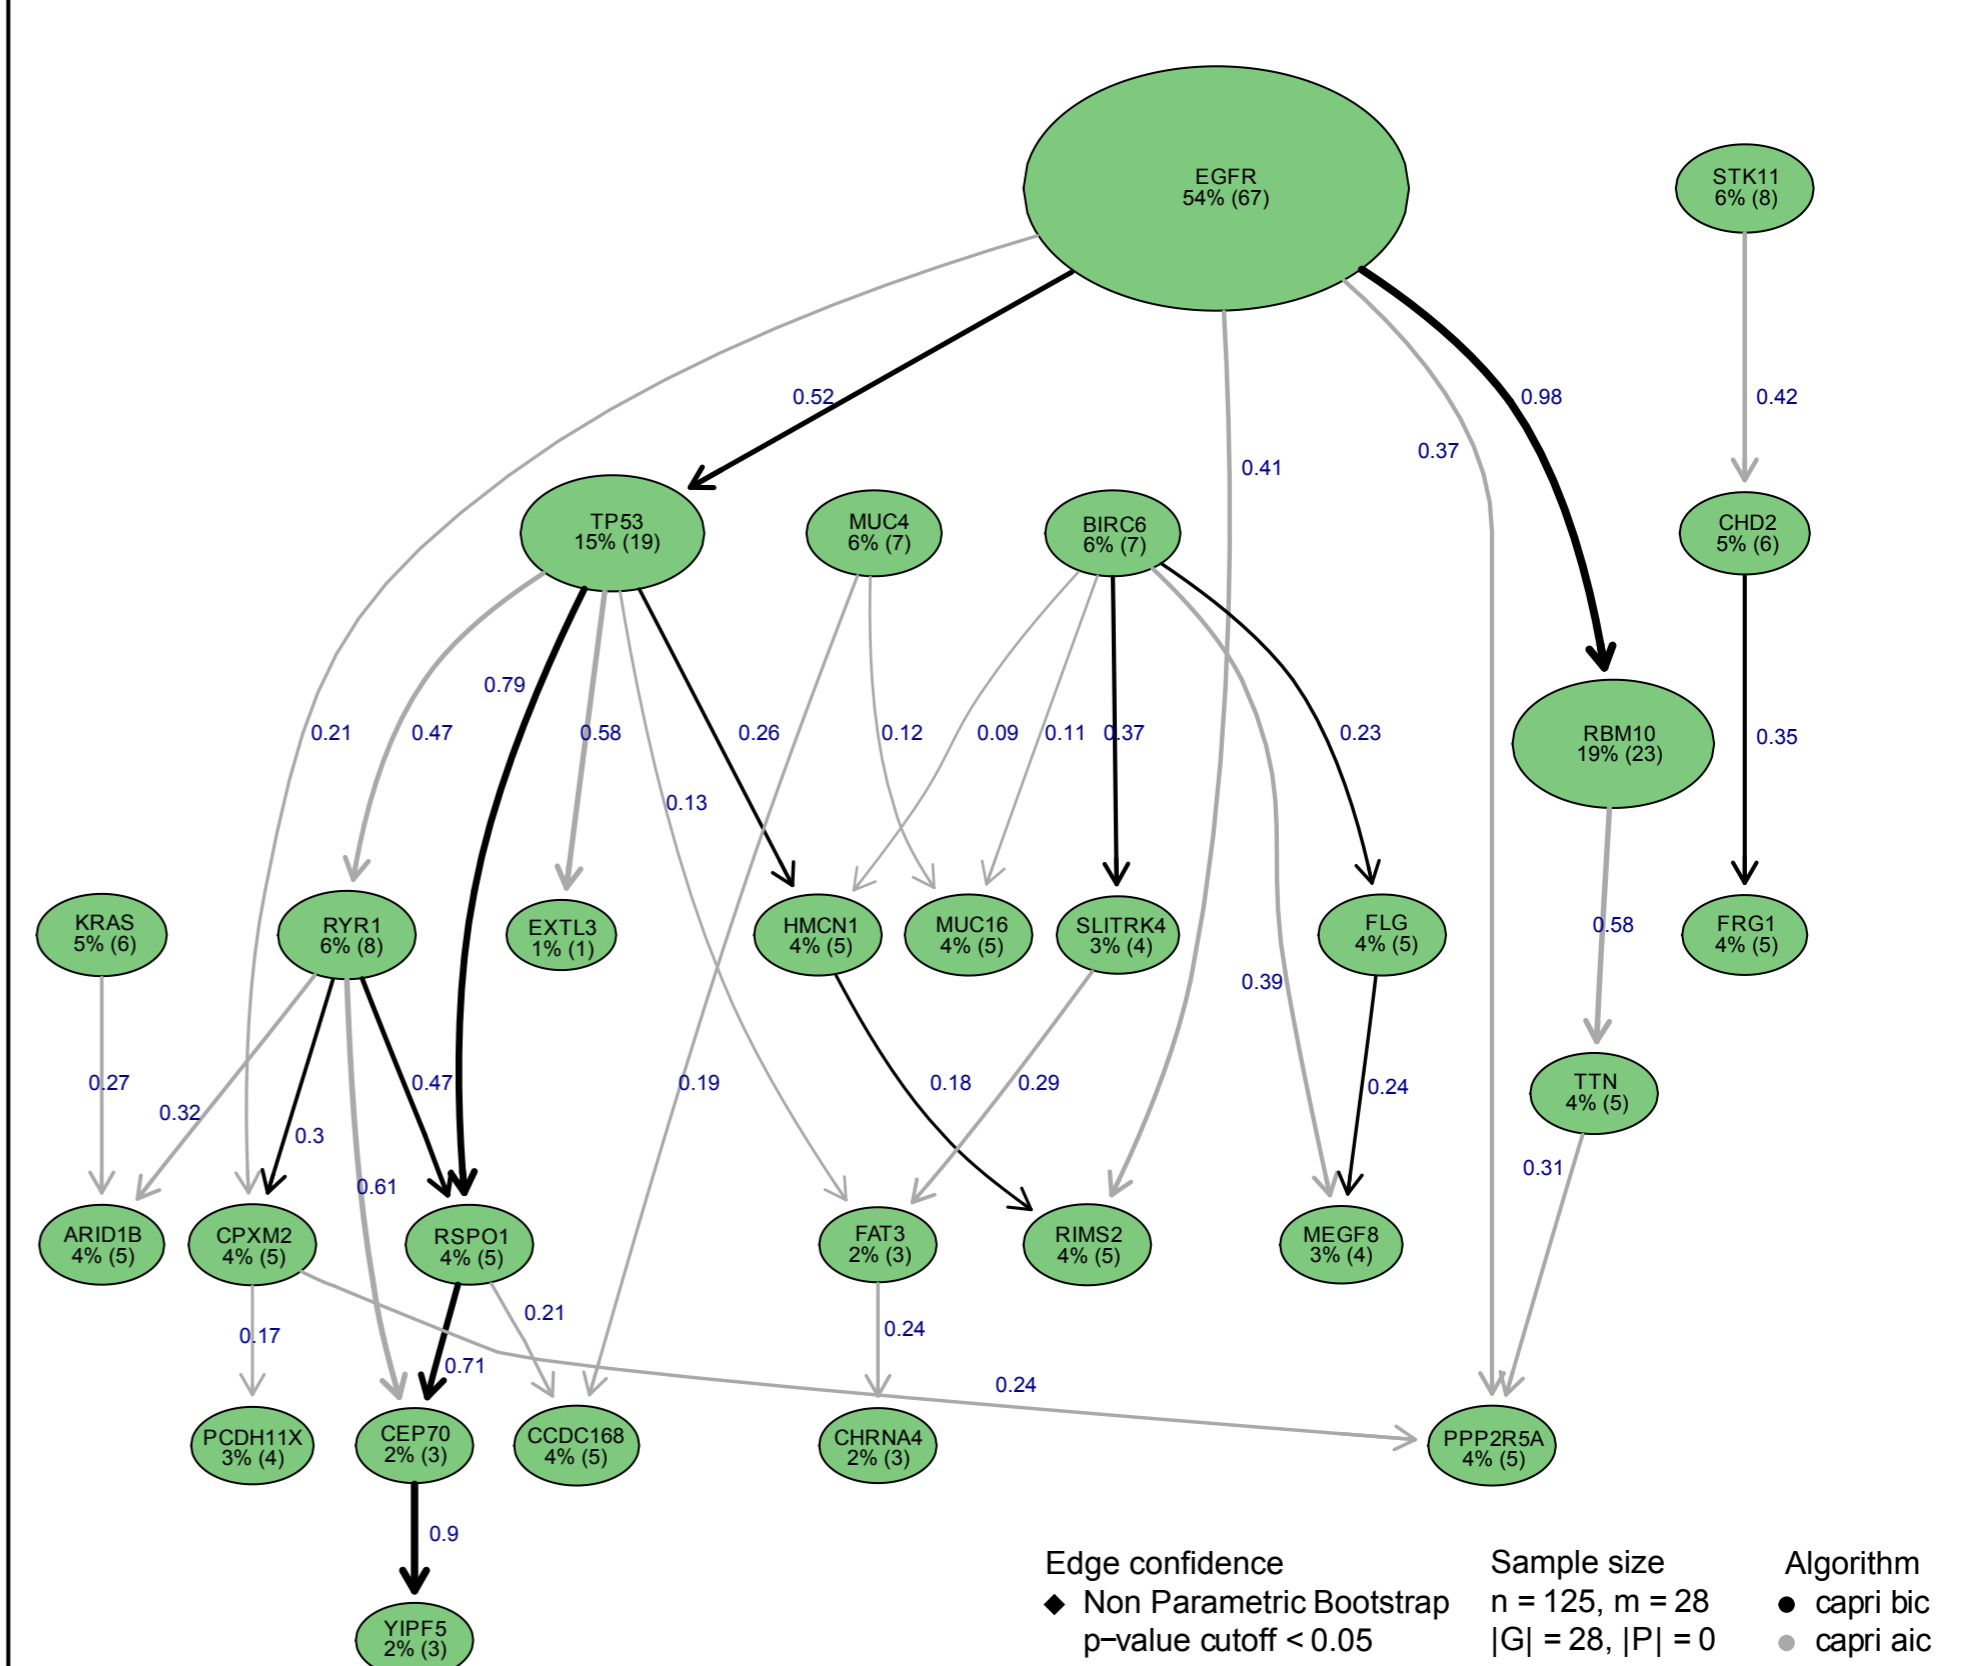 EGFR
54% (67)
STK11
6% (8)
0.52
0.98
0.42
0.37
0.41
TP53
15% (19)
MUC4
6% (7)
BIRC6
6% (7)
CHD2
5% (6)
0.79
0.21
0.47
0.58
0.26
0.12
0.09
0.11
0.37
0.23
RBM10
19% (23)
0.35
0.13
KRAS
5% (6)
RYR1
6% (8)
EXTL3
1% (1)
HMCN1
4% (5)
MUC16
4% (5)
SLITRK4
3% (4)
FLG
4% (5)
0.58
FRG1
4% (5)
0.39
0.27
0.32
0.3
0.47
0.19
0.18
0.29
0.24
TTN
4% (5)
0.61
0.31
ARID1B
4% (5)
CPXM2
4% (5)
RSPO1
4% (5)
FAT3
2% (3)
RIMS2
4% (5)
MEGF8
3% (4)
0.17
0.21
0.71
0.24
0.24
PCDH11X
3% (4)
CEP70
2% (3)
CCDC168
4% (5)
CHRNA4
2% (3)
PPP2R5A
4% (5)
0.9
YIPF5
2% (3)
Edge confidence
Non Parametric Bootstrap
p−value cutoff < 0.05
Sample size
n = 125, m = 28
|G| = 28, |P| = 0
Algorithm
capri bic
capri aic